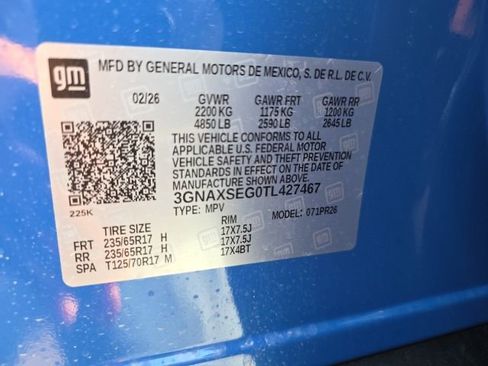 gm
MFD BY GENERAL MOTORS DE MEXICO, S. DE R.L. DE C.V.
02/26 GVWR GAWR FRT GAWR RR
2200 KG 1175 KG 1200 KG
4850 LB 2590 LB 2645 LB
THIS VEHICLE CONFORMS TO ALL
APPLICABLE U.S. FEDERAL MOTOR
VEHICLE SAFETY AND THEFT PREVENTION
STANDARDS IN EFFECT ON THE DATE OF
MANUFACTURE SHOWN ABOVE.
3GNAXSEG0TL427467
TYPE: MPV MODEL: 071PR26
225K
TIRE SIZE RIM
FRT 235/65R17 H 17X7.5J
RR 235/65R17 H 17X7.5J
SPA T125/70R17 M 17X4BT